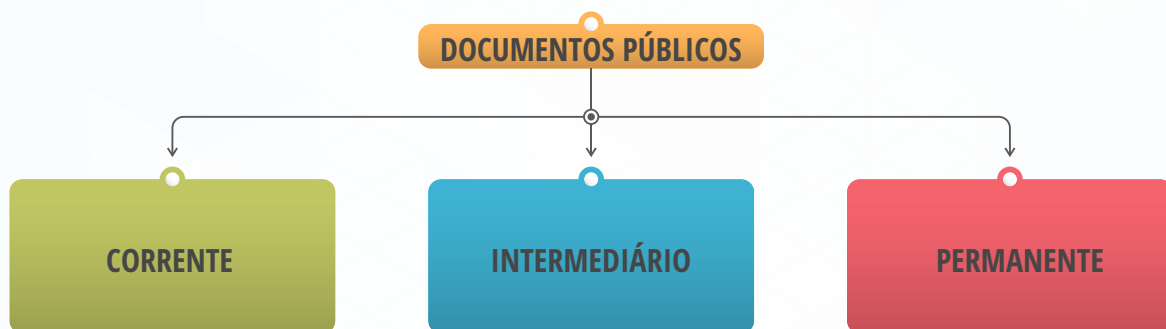 DOCUMENTOS PÚBLICOS
CORRENTE
INTERMEDIÁRIO
PERMANENTE